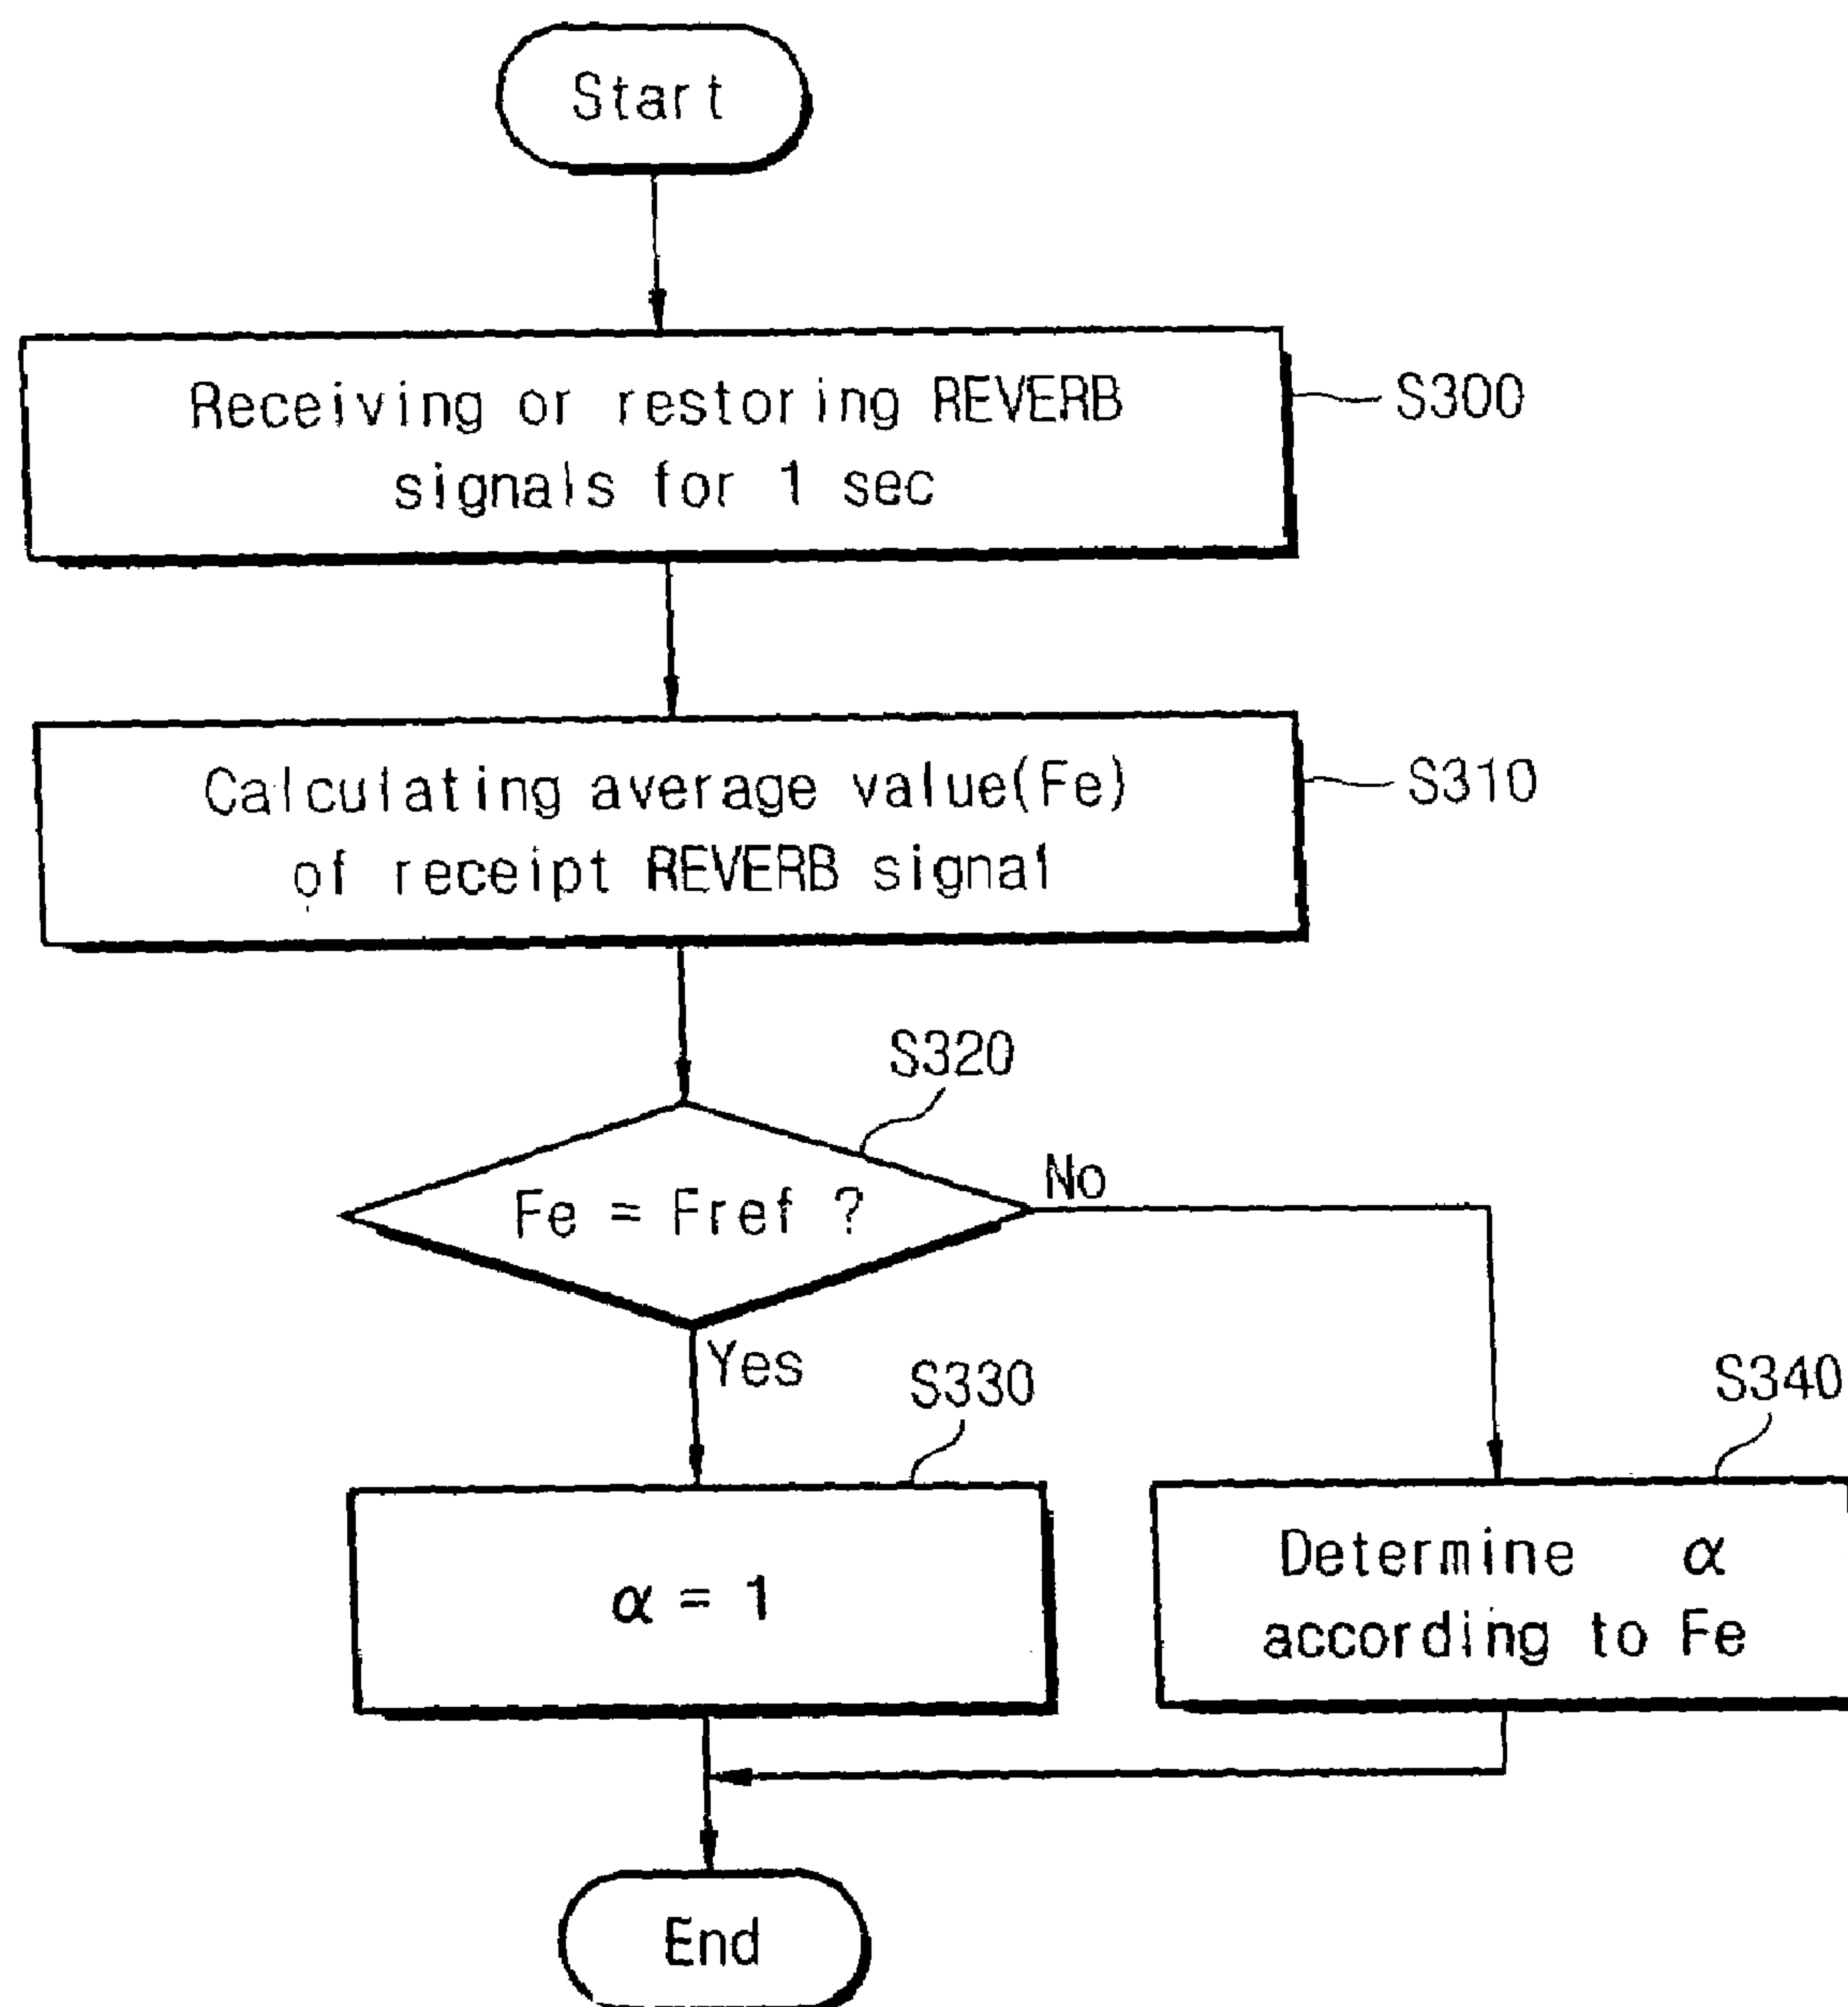 Start
Receiving or restoring REVERB
signals for 1 sec
S300
Calculating average value(Fe)
of receipt REVERB signal
S310
S320
Fe = Fref ?
No
Yes
S330
α = 1
S340
Determine α
according to Fe
End